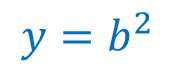 y = b²